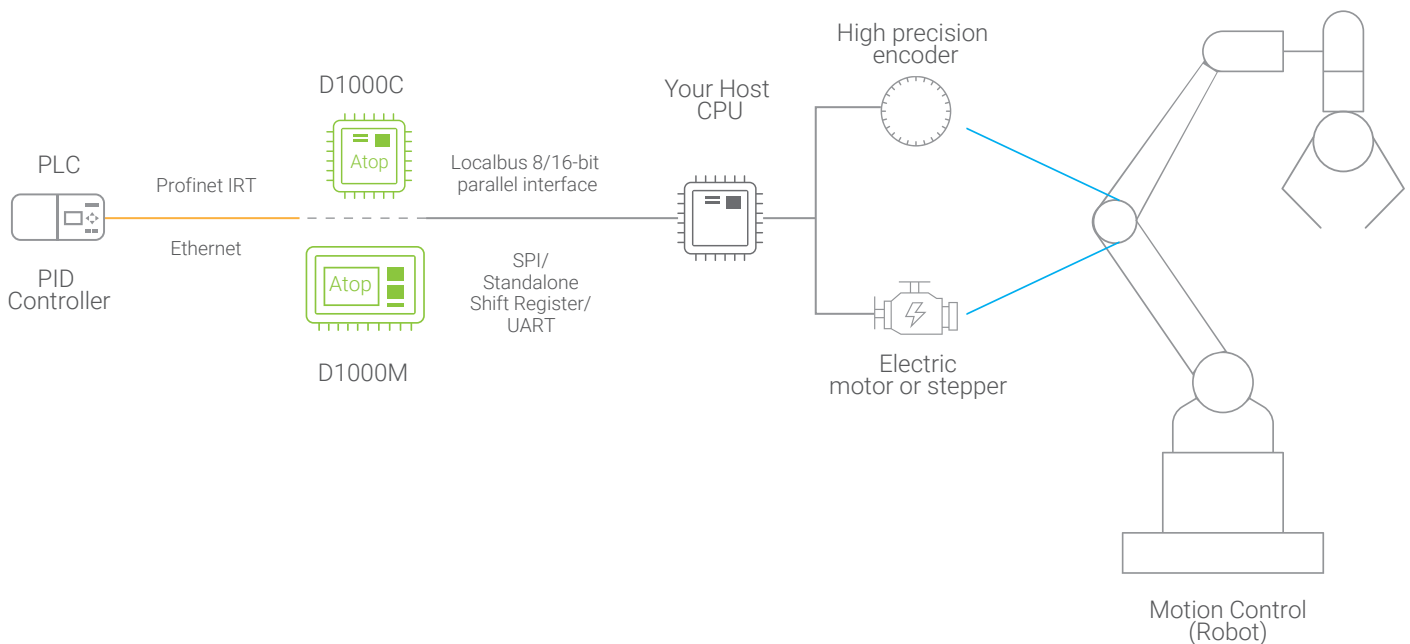 PLC
PID
Controller
Profinet IRT
Ethernet
D1000C
Atop
Atop
D1000M
Localbus 8/16-bit
parallel interface
SPI/
Standalone
Shift Register/
UART
Your Host
CPU
High precision
encoder
Electric
motor or stepper
Motion Control
(Robot)